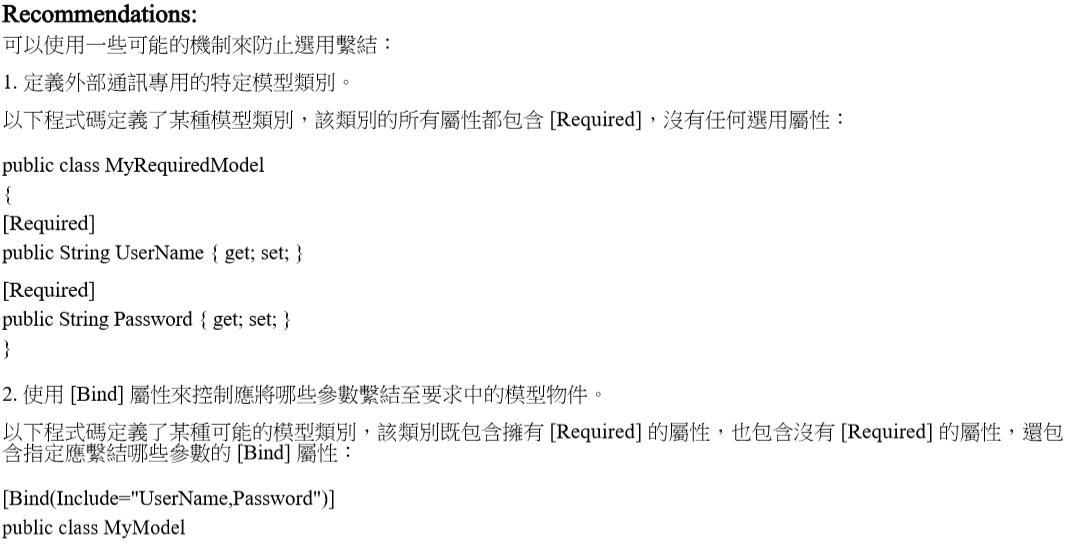 Recommendations:
可以使用一些可能的機制來防止選用繫結：
1. 定義外部通訊專用的特定模型類別。
以下程式碼定義了某種模型類別，該類別的所有屬性都包含 [Required]，沒有任何選用屬性：
public class MyRequiredModel
{
[Required]
public String UserName { get; set; }
[Required]
public String Password { get; set; }
}
2. 使用 [Bind] 屬性來控制應將哪些參數繫結至要求中的模型物件。
以下程式碼定義了某種可能的模型類別，該類別既包含擁有 [Required] 的屬性，也包含沒有 [Required] 的屬性，還包
含指定應繫結哪些參數的 [Bind] 屬性：
[Bind(Include="UserName,Password")]
public class MyModel